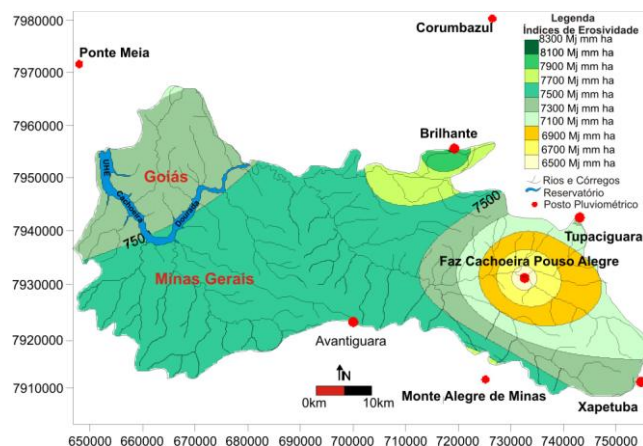 7980000
7970000
7960000
7950000
7940000
7930000
7920000
7910000
Ponte Meia
Corumbazul
Brilhante
Goiás
UHE
Cachoeira
Dourada
750
7500
Minas Gerais
Tupaciguara
Faz Cachoeira Pouso Alegre
Avantiguara
Monte Alegre de Minas
Xapetuba
N
0km
10km
Legenda
Índices de Erosividade
8300 Mj mm ha
8100 Mj mm ha
7900 Mj mm ha
7700 Mj mm ha
7500 Mj mm ha
7300 Mj mm ha
7100 Mj mm ha
6900 Mj mm ha
6700 Mj mm ha
6500 Mj mm ha
Rios e Córregos
Reservatório
Posto Pluviométrico
650000 660000 670000 680000 690000 700000 710000 720000 730000 740000 750000